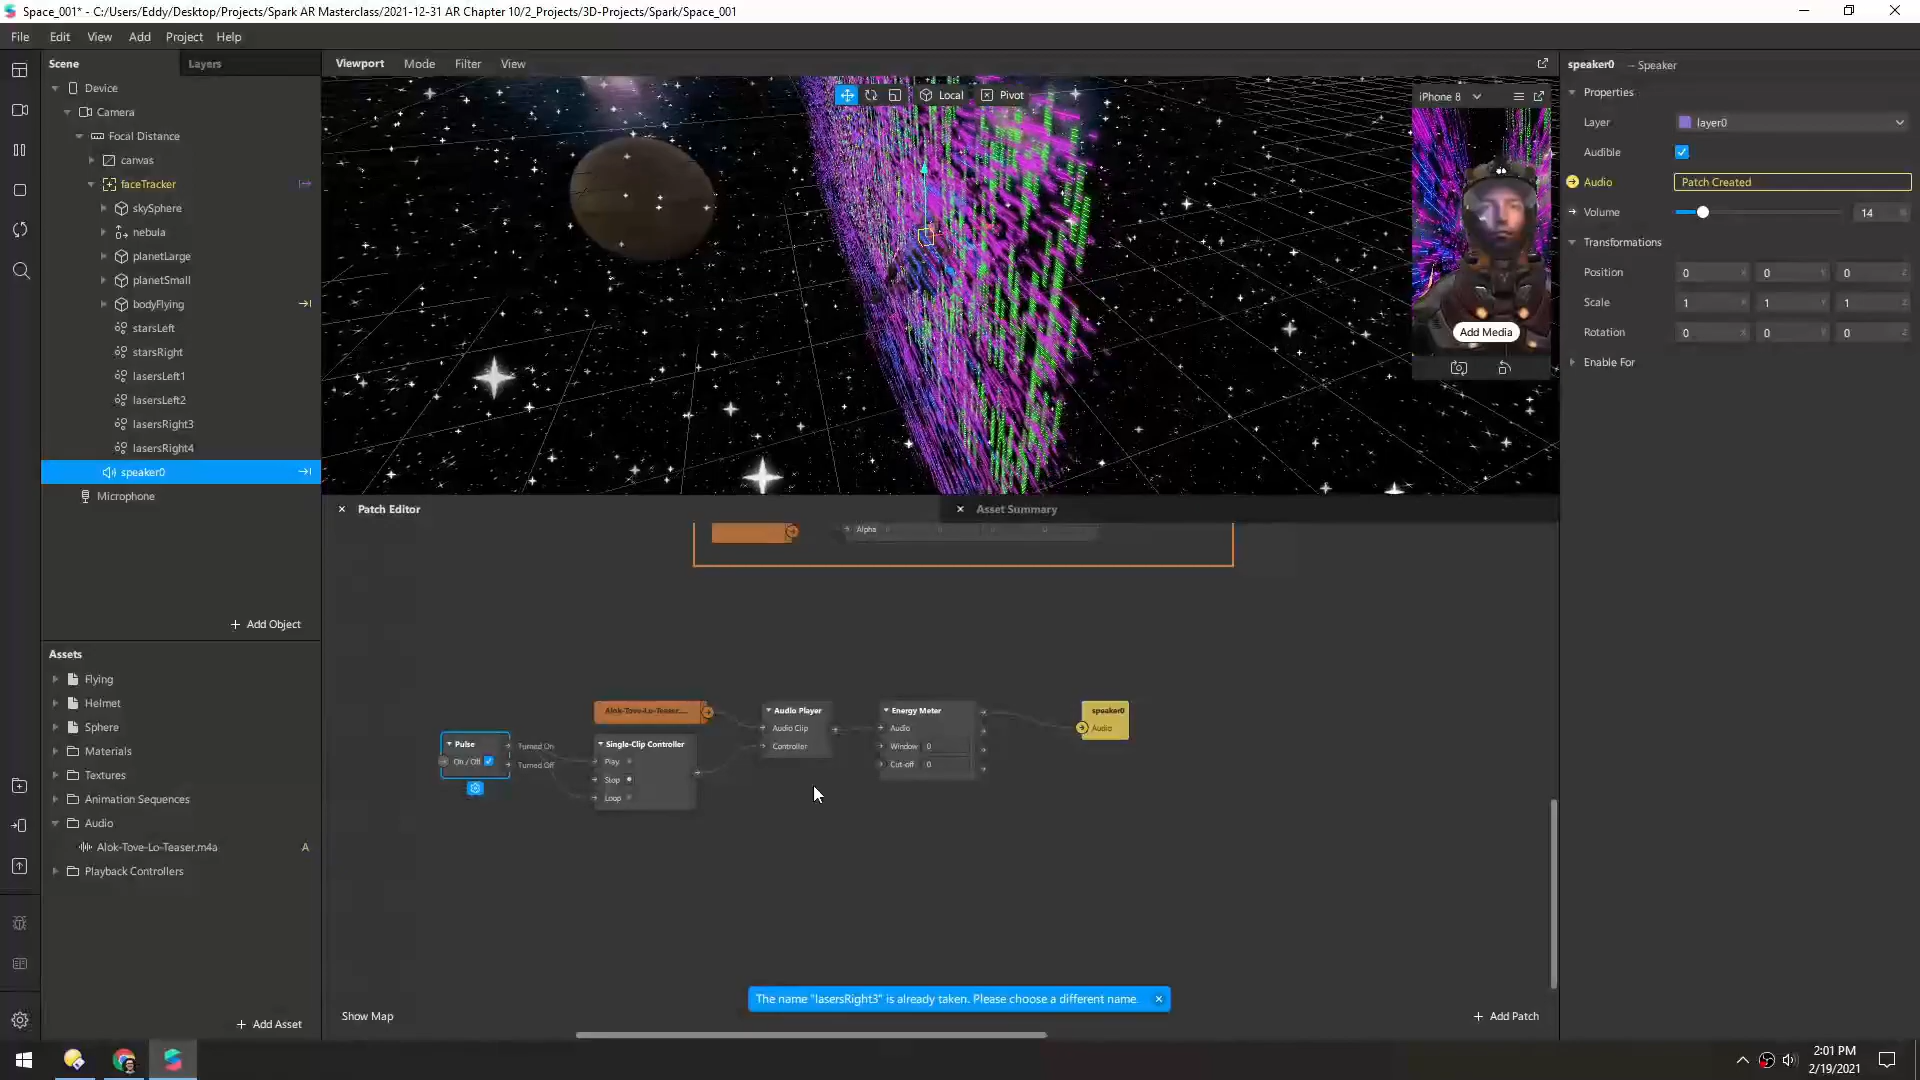 Space_001* - C:/Users/Eddy/Desktop/Projects/Spark AR Masterclass/2021-12-31 AR Chapter 10/2_Projects/3D-Projects/Spark/Space_001
File Edit View Add Project Help
Scene Layers
Device
Camera
Focal Distance
canvas
faceTracker
skySphere
nebula
planetLarge
planetSmall
bodyFlying
starsLeft
starsRight
lasersLeft1
lasersLeft2
lasersRight3
lasersRight4
speaker0
Microphone
+ Add Object
Assets
Flying
Helmet
Sphere
Materials
Textures
Animation Sequences
Audio
Alok-Tove-Lo-Teaser.m4a A
Playback Controllers
+ Add Asset
Viewport Mode Filter View
Local Pivot
iPhone 8
Add Media
Patch Editor
Asset Summary
Alpha 0 0 0 0
Pulse
On / Off
Turned On
Turned Off
Alok-Tove-Lo-Teaser....
Single-Clip Controller
Play
Stop
Loop
Audio Player
Audio Clip
Controller
Energy Meter
Audio
Window 0
Cut-off 0
speaker0
Audio
The name "lasersRight3" is already taken. Please choose a different name.
Show Map
+ Add Patch
speaker0 – Speaker
Properties
Layer layer0
Audible
Audio Patch Created
Volume 14
Transformations
Position 0 X 0 Y 0 Z
Scale 1 X 1 Y 1 Z
Rotation 0 X 0 Y 0 Z
Enable For
2:01 PM
2/19/2021